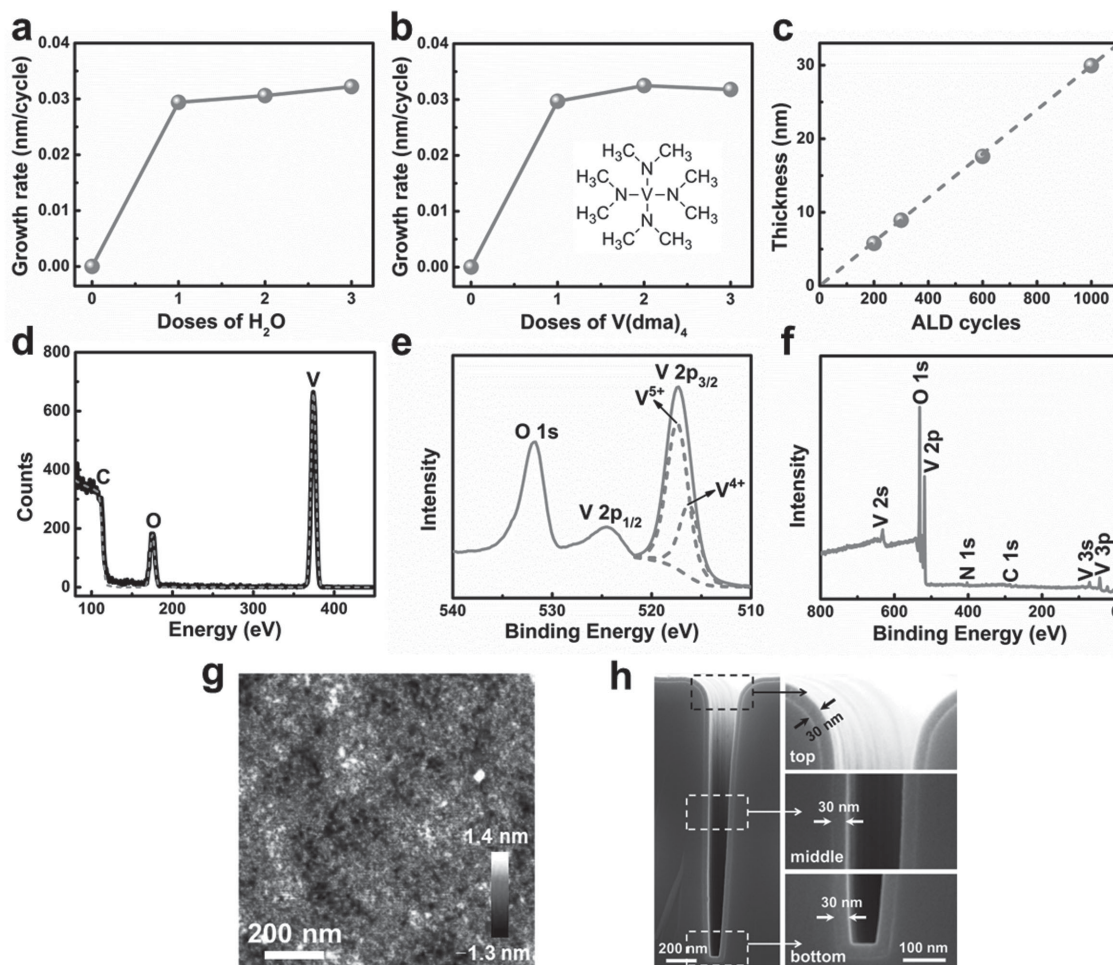 a
Growth rate (nm/cycle)
0.04
0.03
0.02
0.01
0.00
0 1 2 3
Doses of H₂O
b
Growth rate (nm/cycle)
0.04
0.03
0.02
0.01
0.00
H₃C CH₃
N
H₃C CH₃
N V N
H₃C CH₃
N
H₃C CH₃
0 1 2 3
Doses of V(dma)₄
c
Thickness (nm)
30
20
10
0
0 200 400 600 800 1000
ALD cycles
d
Counts
800
600
400
200
0
C
O
V
100 200 300 400
Energy (eV)
e
Intensity
O 1s
V 2p₁/₂
V 2p₃/₂
V⁵⁺
V⁴⁺
540 530 520 510
Binding Energy (eV)
f
Intensity
V 2s
O 1s
V 2p
N 1s
C 1s
V 3s
V 3p
800 600 400 200 0
Binding Energy (eV)
g
1.4 nm
−1.3 nm
200 nm
h
200 nm
30 nm
top
30 nm
middle
30 nm
bottom
100 nm